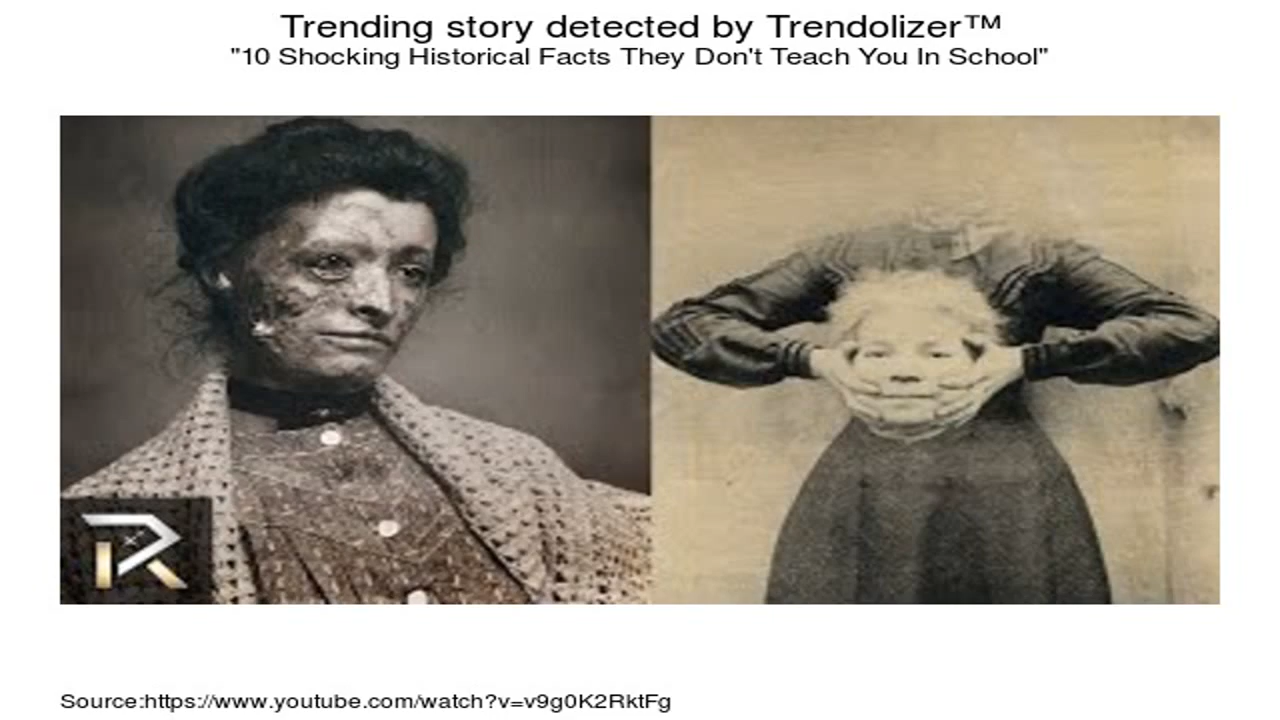 Trending story detected by Trendolizer™
"10 Shocking Historical Facts They Don't Teach You In School"
R
Source:https://www.youtube.com/watch?v=v9g0K2RktFg